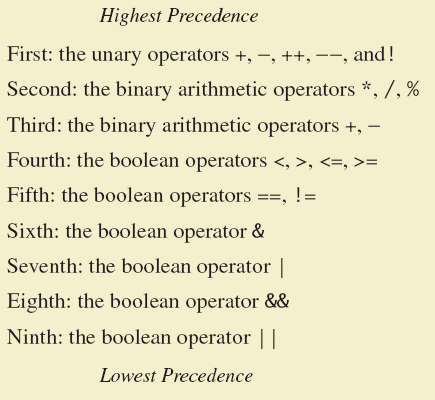 Highest Precedence
First: the unary operators +, −, ++, −−, and!
Second: the binary arithmetic operators *, /, %
Third: the binary arithmetic operators +, −
Fourth: the boolean operators <, >, <=, >=
Fifth: the boolean operators ==, !=
Sixth: the boolean operator &
Seventh: the boolean operator |
Eighth: the boolean operator &&
Ninth: the boolean operator ||
Lowest Precedence